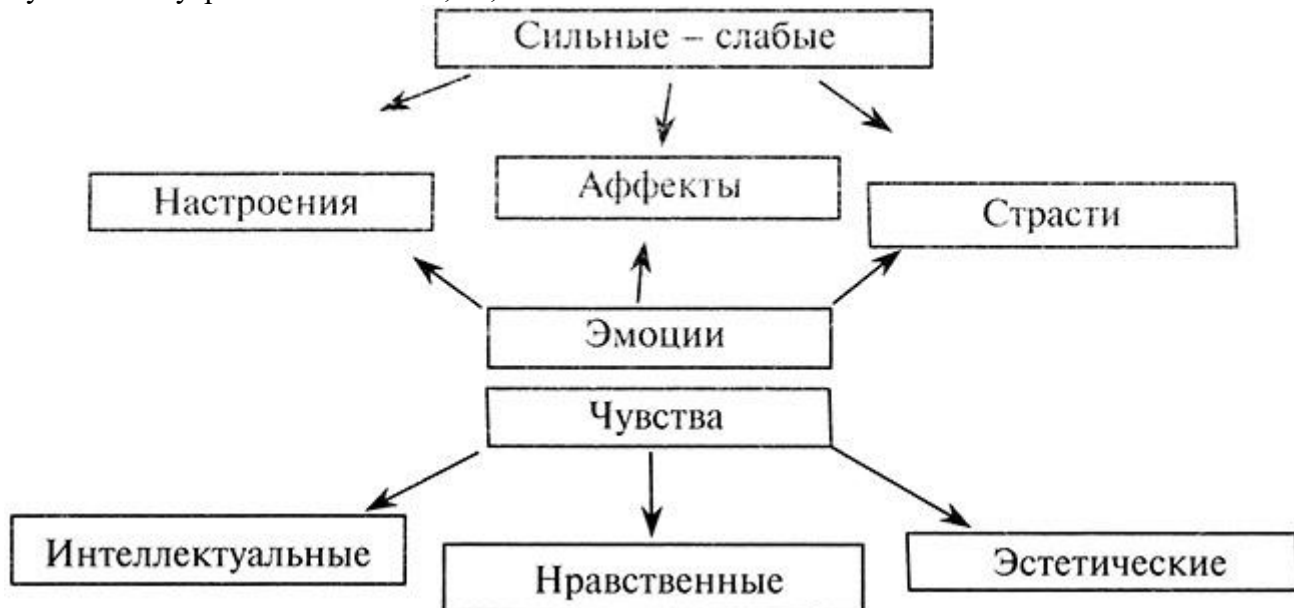 Сильные – слабые
Настроения
Аффекты
Страсти
Эмоции
Чувства
Интеллектуальные
Нравственные
Эстетические